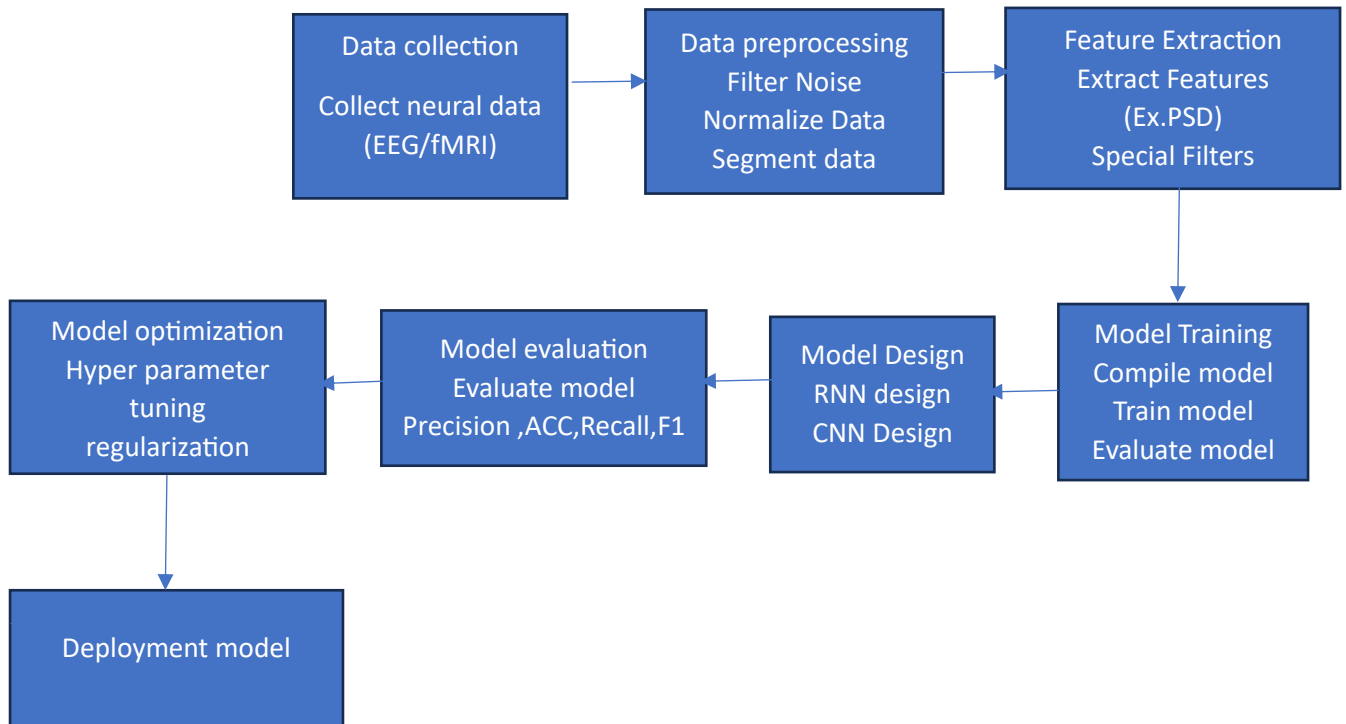 Data collection
Collect neural data
(EEG/fMRI)
Data preprocessing
Filter Noise
Normalize Data
Segment data
Feature Extraction
Extract Features
(Ex.PSD)
Special Filters
Model Training
Compile model
Train model
Evaluate model
Model Design
RNN design
CNN Design
Model evaluation
Evaluate model
Precision ,ACC,Recall,F1
Model optimization
Hyper parameter
tuning
regularization
Deployment model